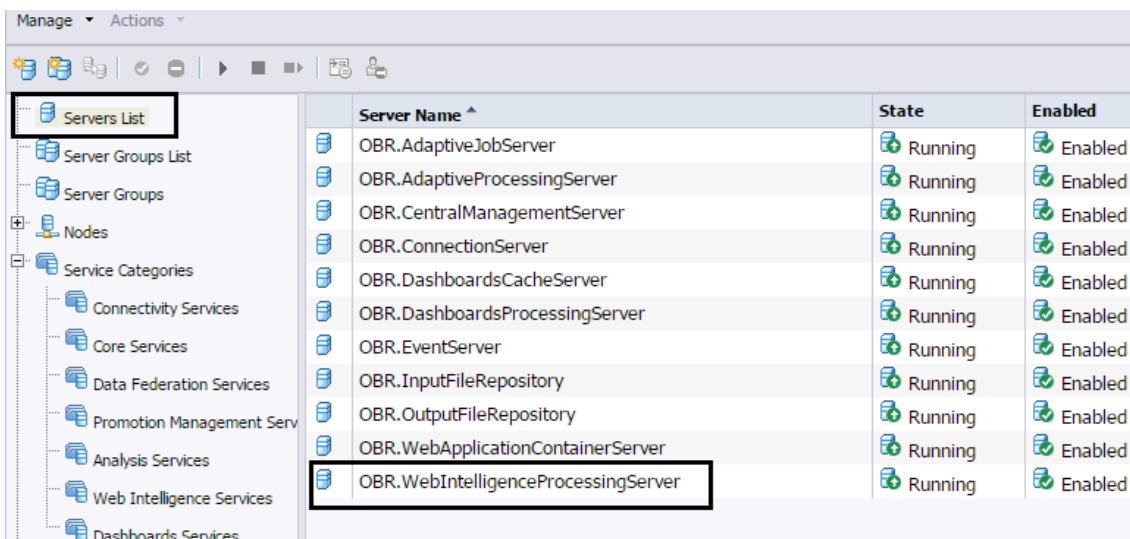 Manage Actions
Servers List
Server Groups List
Server Groups
Nodes
Service Categories
Connectivity Services
Core Services
Data Federation Services
Promotion Management Serv
Analysis Services
Web Intelligence Services
Dashboards Services
Server Name State Enabled
OBR.AdaptiveJobServer Running Enabled
OBR.AdaptiveProcessingServer Running Enabled
OBR.CentralManagementServer Running Enabled
OBR.ConnectionServer Running Enabled
OBR.DashboardsCacheServer Running Enabled
OBR.DashboardsProcessingServer Running Enabled
OBR.EventServer Running Enabled
OBR.InputFileRepository Running Enabled
OBR.OutputFileRepository Running Enabled
OBR.WebApplicationContainerServer Running Enabled
OBR.WebIntelligenceProcessingServer Running Enabled